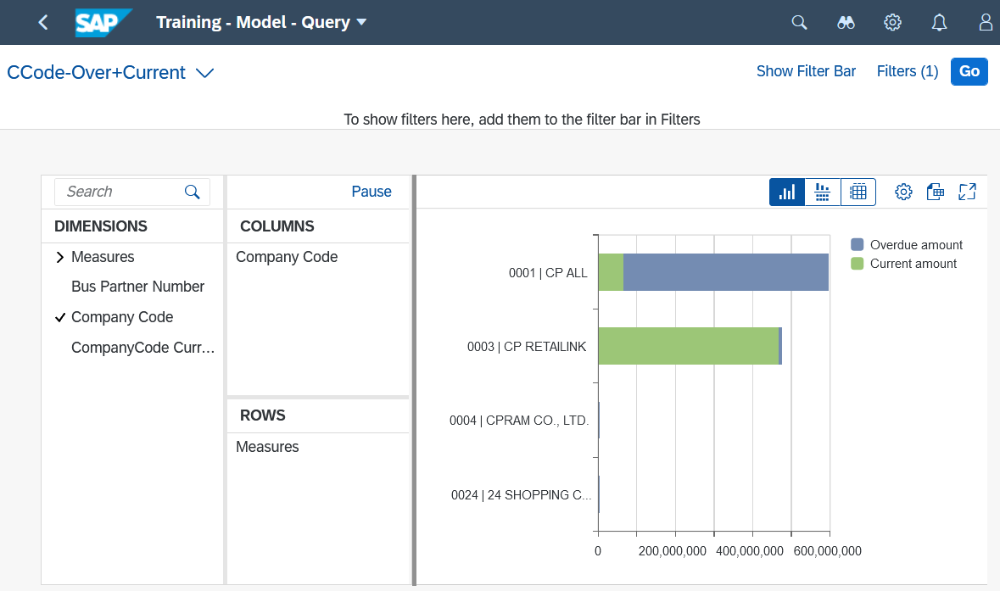 SAP
Training - Model - Query
CCode-Over+Current
Show Filter Bar
Filters (1)
Go
To show filters here, add them to the filter bar in Filters
Search
Pause
DIMENSIONS
Measures
Bus Partner Number
Company Code
CompanyCode Curr...
COLUMNS
Company Code
ROWS
Measures
Overdue amount
Current amount
0001 | CP ALL
0003 | CP RETAILINK
0004 | CPRAM CO., LTD.
0024 | 24 SHOPPING C...
0 200,000,000 400,000,000 600,000,000